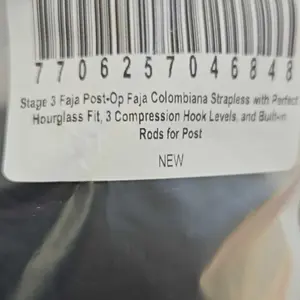 7706257046848
Stage 3 Faja Post-Op Faja Colombiana Strapless with Perfect
Hourglass Fit, 3 Compression Hook Levels, and Built-in
Rods for Post
NEW